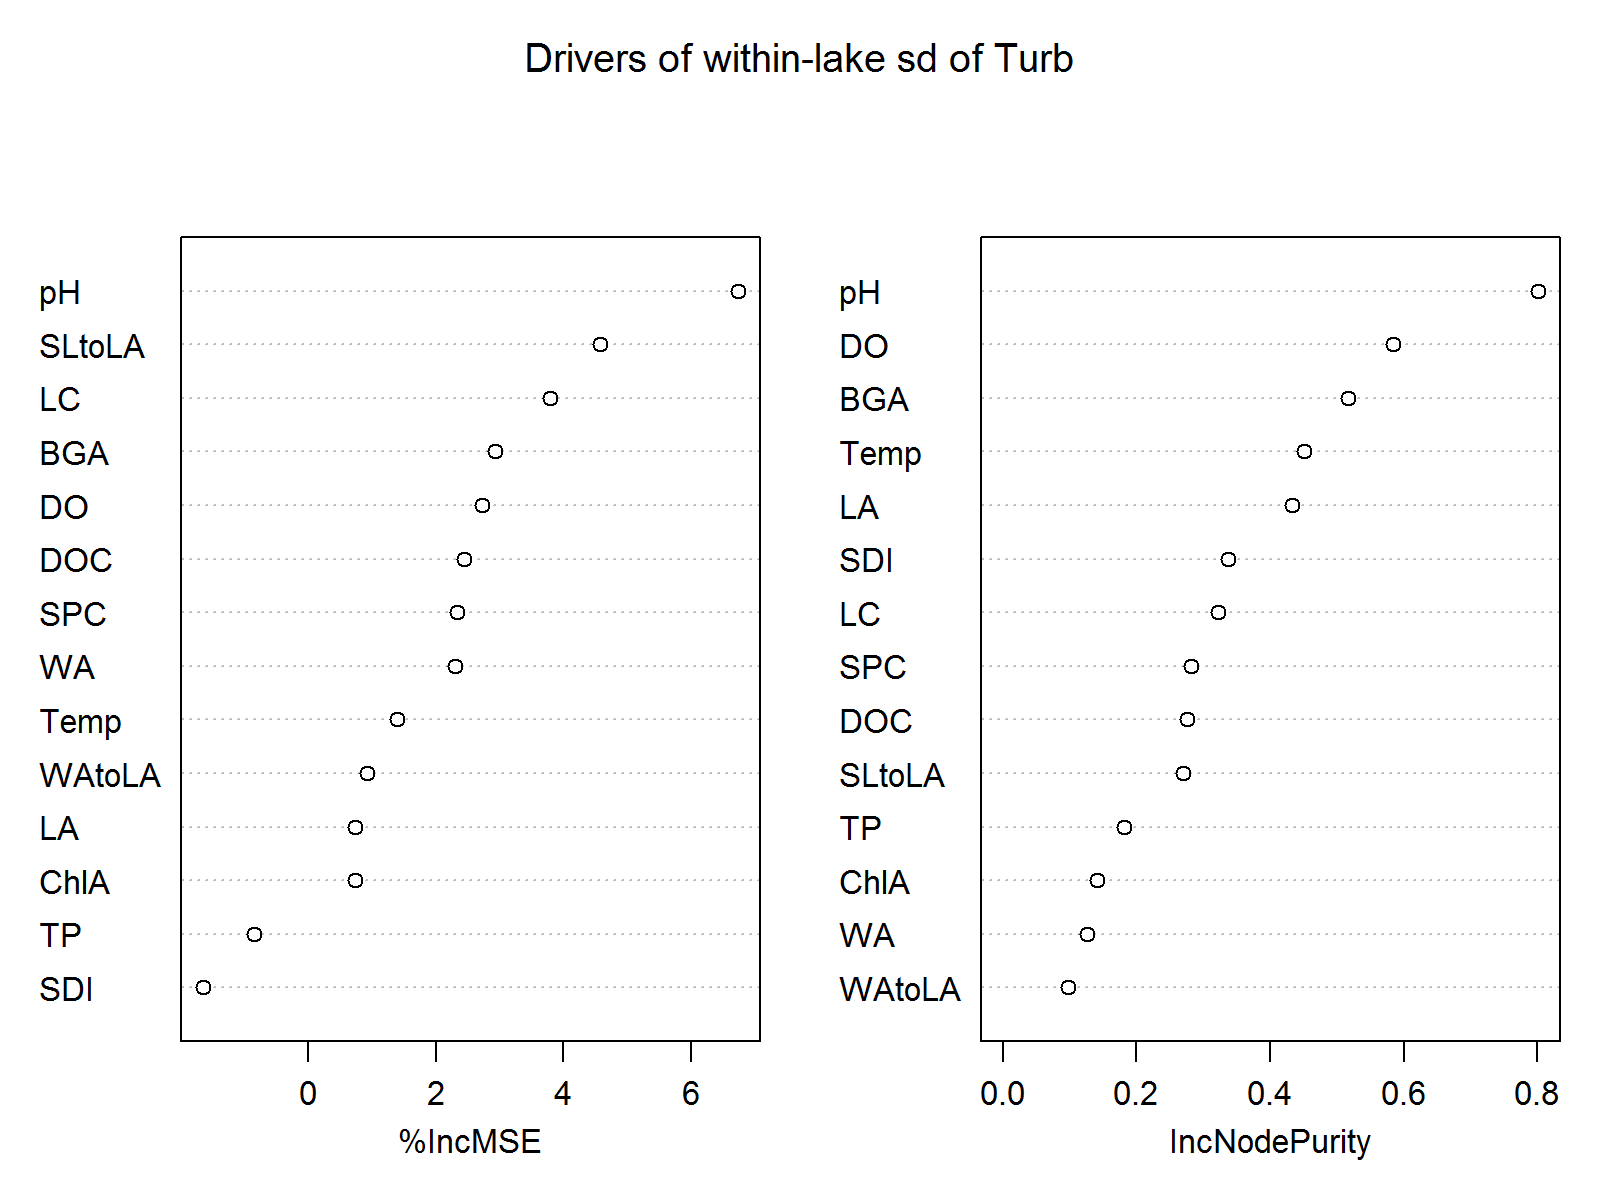 Drivers of within-lake sd of Turb
pH
SLtoLA
LC
BGA
DO
DOC
SPC
WA
Temp
WAtoLA
LA
ChlA
TP
SDI
0 2 4 6
%IncMSE
pH
DO
BGA
Temp
LA
SDI
LC
SPC
DOC
SLtoLA
TP
ChlA
WA
WAtoLA
0.0 0.2 0.4 0.6 0.8
IncNodePurity